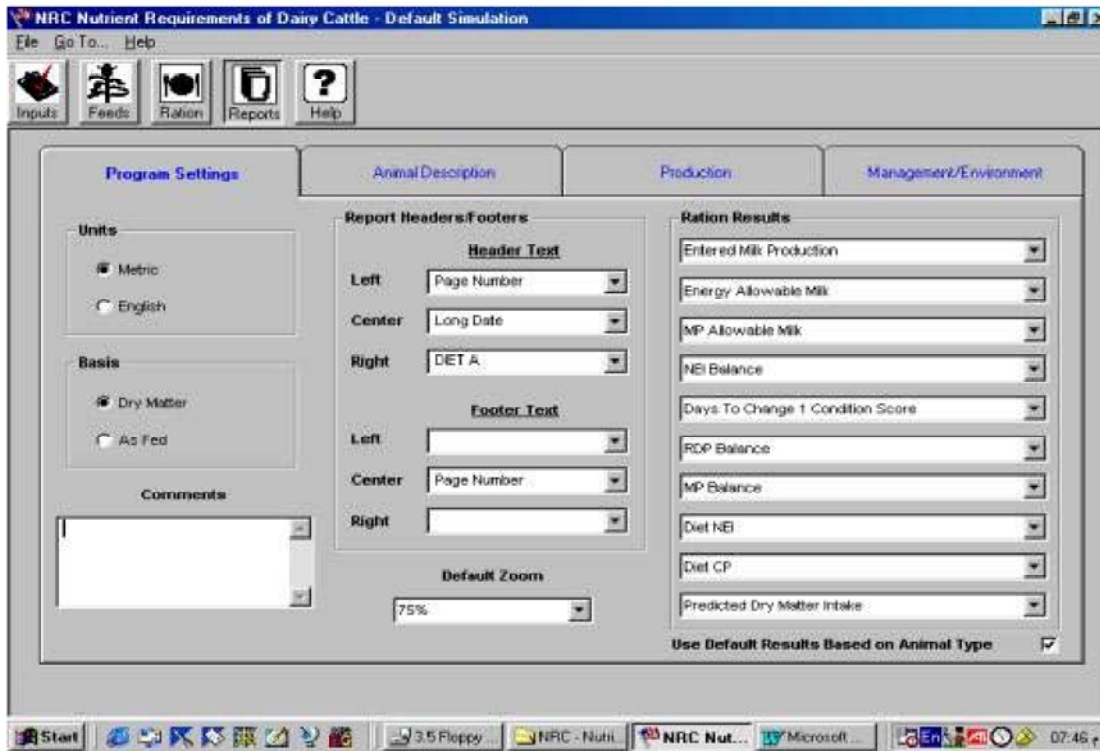 NRC Nutrient Requirements of Dairy Cattle - Default Simulation
File Go To... Help
Inputs Feeds Ration Reports Help
Program Settings Animal Description Production Management/Environment
Units
Metric
English
Basis
Dry Matter
As Fed
Comments
Report Headers/Footers
Header Text
Left Page Number
Center Long Date
Right DIET A
Footer Text
Left
Center Page Number
Right
Default Zoom
75%
Ration Results
Entered Milk Production
Energy Allowable Milk
MP Allowable Milk
NEl Balance
Days To Change 1 Condition Score
RDP Balance
MP Balance
Diet NEl
Diet CP
Predicted Dry Matter Intake
Use Default Results Based on Animal Type
Start 3.5 Floppy ... NRC - Nutri... NRC Nut... Microsoft ... En ATI 07:46 م